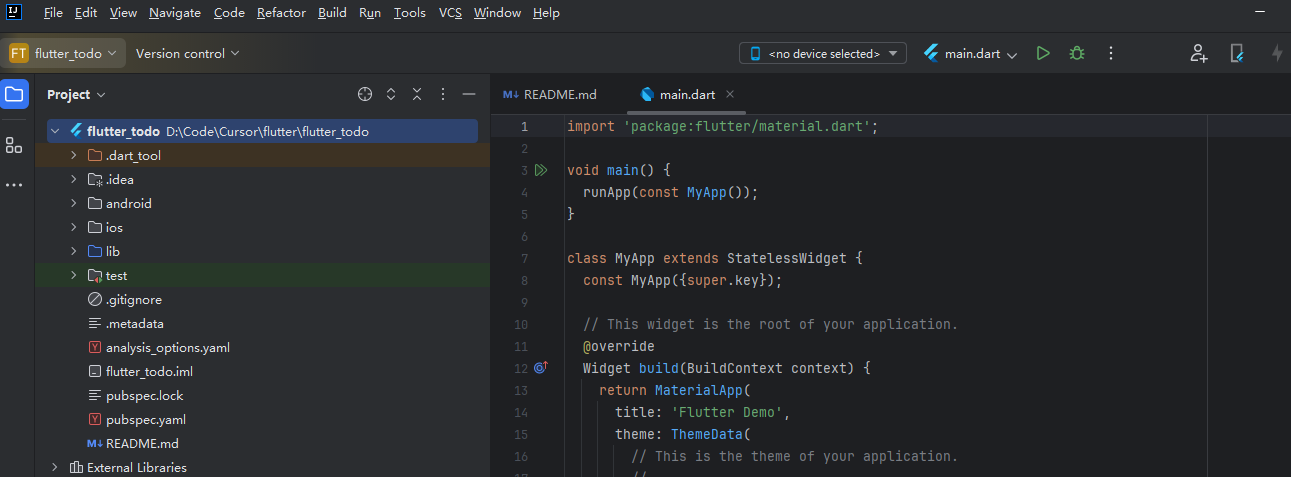 IJ File Edit View Navigate Code Refactor Build Run Tools VCS Window Help
FT flutter_todo Version control <no device selected> main.dart
Project
README.md main.dart
flutter_todo D:\Code\Cursor\flutter\flutter_todo
.dart_tool
.idea
android
ios
lib
test
.gitignore
.metadata
analysis_options.yaml
flutter_todo.iml
pubspec.lock
pubspec.yaml
M↓ README.md
External Libraries
1 import 'package:flutter/material.dart';
2
3 void main() {
4 runApp(const MyApp());
5 }
6
7 class MyApp extends StatelessWidget {
8 const MyApp({super.key});
9
10 // This widget is the root of your application.
11 @override
12 Widget build(BuildContext context) {
13 return MaterialApp(
14 title: 'Flutter Demo',
15 theme: ThemeData(
16 // This is the theme of your application.